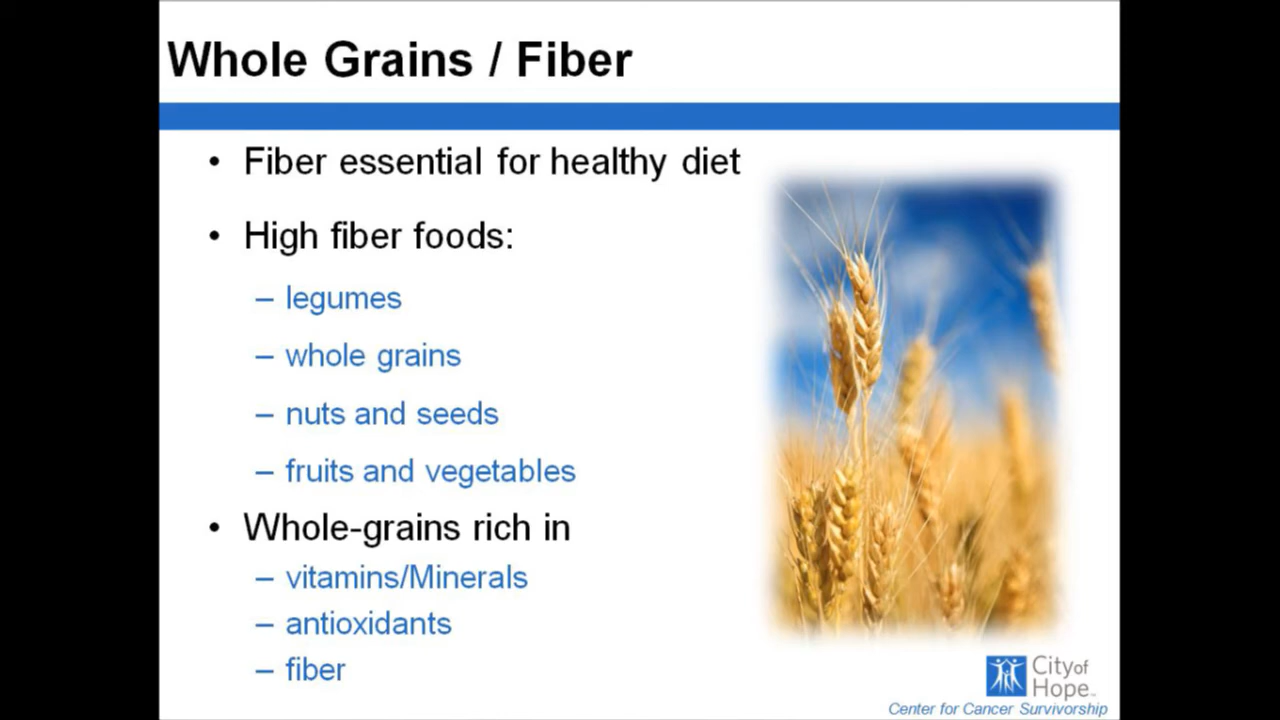 Whole Grains / Fiber
• Fiber essential for healthy diet
• High fiber foods:
– legumes
– whole grains
– nuts and seeds
– fruits and vegetables
• Whole-grains rich in
– vitamins/Minerals
– antioxidants
– fiber
City of
Hope™
Center for Cancer Survivorship